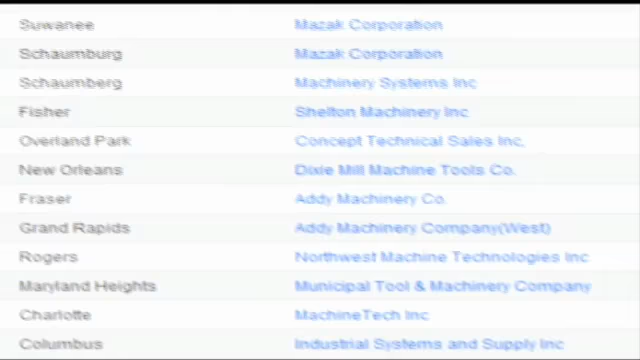 Suwanee Mazak Corporation
Schaumburg Mazak Corporation
Schaumberg Machinery Systems Inc
Fisher Shelton Machinery Inc
Overland Park Concept Technical Sales Inc,
New Orleans Dixie Mill Machine Tools Co.
Fraser Addy Machinery Co.
Grand Rapids Addy Machinery Company(West)
Rogers Northwest Machine Technologies Inc
Maryland Heights Municipal Tool & Machinery Company
Charlotte MachineTech Inc
Columbus Industrial Systems and Supply Inc